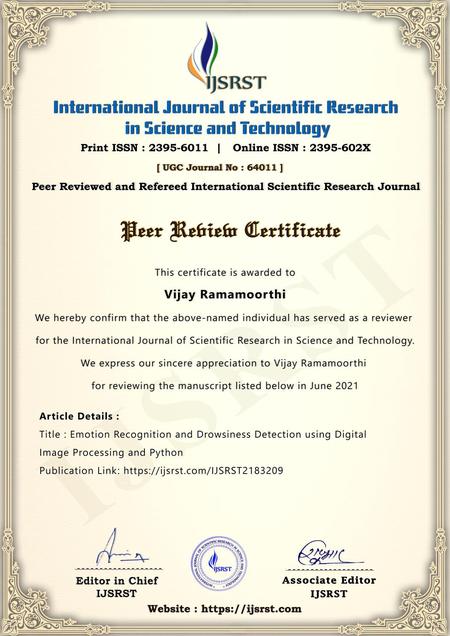 IJSRST
International Journal of Scientific Research
in Science and Technology
Print ISSN : 2395-6011 | Online ISSN : 2395-602X
[ UGC Journal No : 64011 ]
Peer Reviewed and Refereed International Scientific Research Journal
Peer Review Certificate
This certificate is awarded to
Vijay Ramamoorthi
We hereby confirm that the above-named individual has served as a reviewer
for the International Journal of Scientific Research in Science and Technology.
We express our sincere appreciation to Vijay Ramamoorthi
for reviewing the manuscript listed below in June 2021
IJSRST
Article Details :
Title : Emotion Recognition and Drowsiness Detection using Digital
Image Processing and Python
Publication Link: https://ijsrst.com/IJSRST2183209
IJSRST
Editor in Chief
IJSRST
Associate Editor
IJSRST
Website : https://ijsrst.com